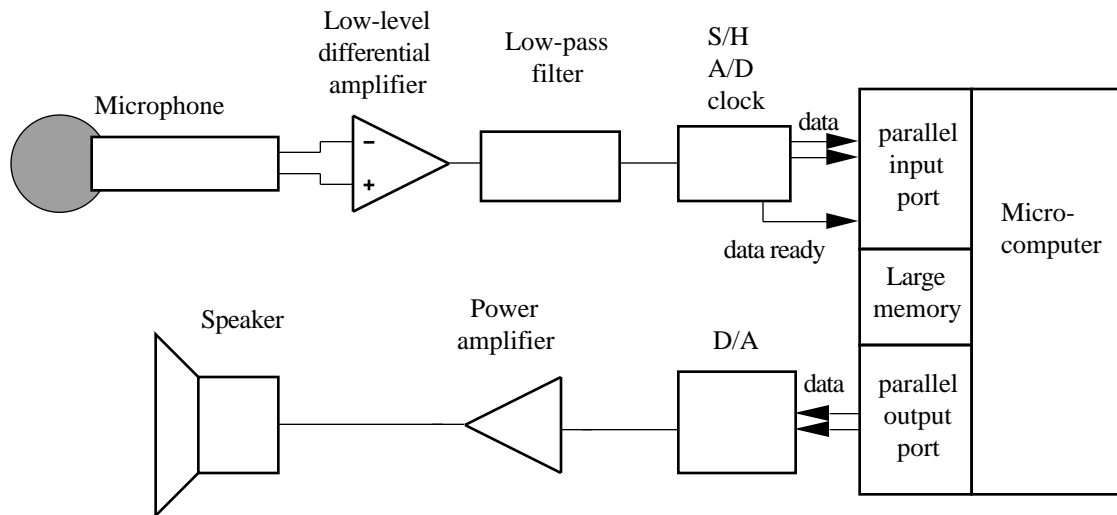 Low-level
differential
amplifier
Low-pass
filter
S/H
A/D
clock
Microphone
data
parallel
input
port
−
+
data ready
Micro-
computer
Large
memory
Speaker
Power
amplifier
D/A
data
parallel
output
port